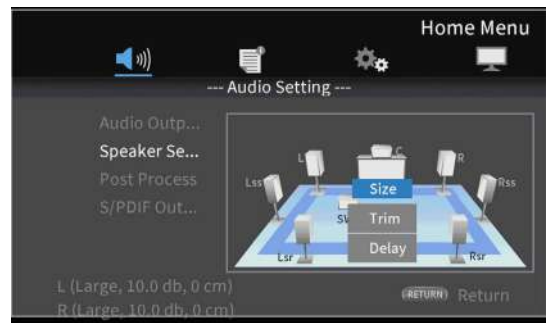 Home Menu
--- Audio Setting ---
Audio Outp...
Speaker Se...
Post Process
S/PDIF Out...
L
C
R
Lss
Rss
Size
SW
Trim
Delay
Lsr
Rsr
L (Large, 10.0 db, 0 cm)
R (Large, 10.0 db, 0 cm)
RETURN Return